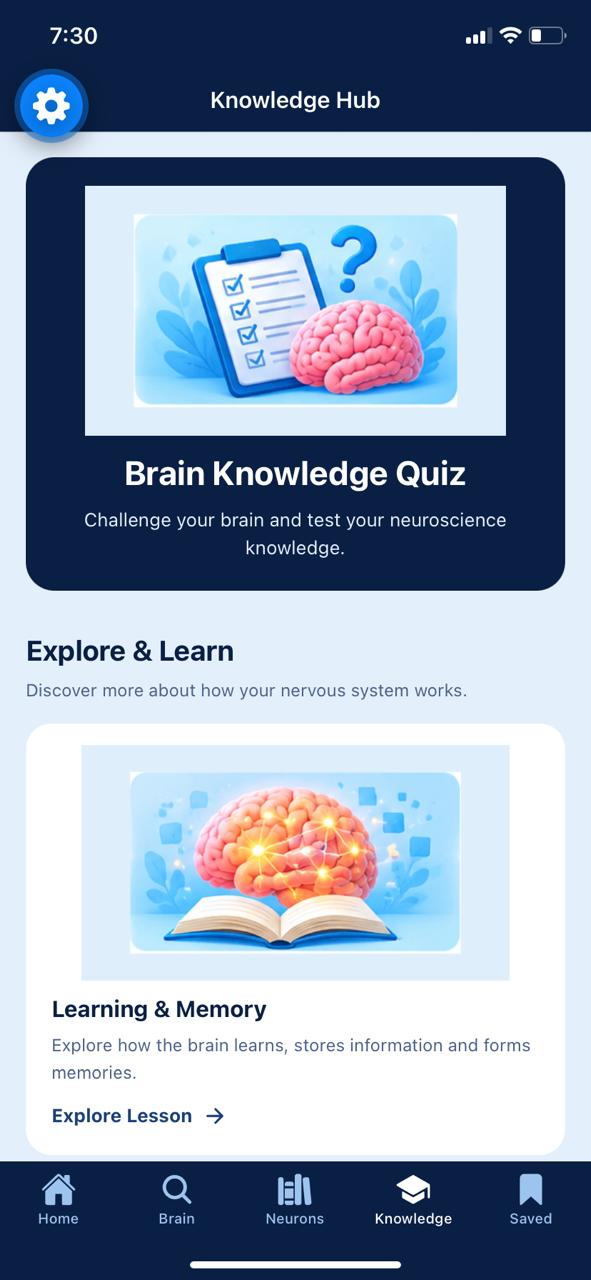 7:30
Knowledge Hub
Brain Knowledge Quiz
Challenge your brain and test your neuroscience
knowledge.
Explore & Learn
Discover more about how your nervous system works.
Learning & Memory
Explore how the brain learns, stores information and forms
memories.
Explore Lesson →
Home
Brain
Neurons
Knowledge
Saved